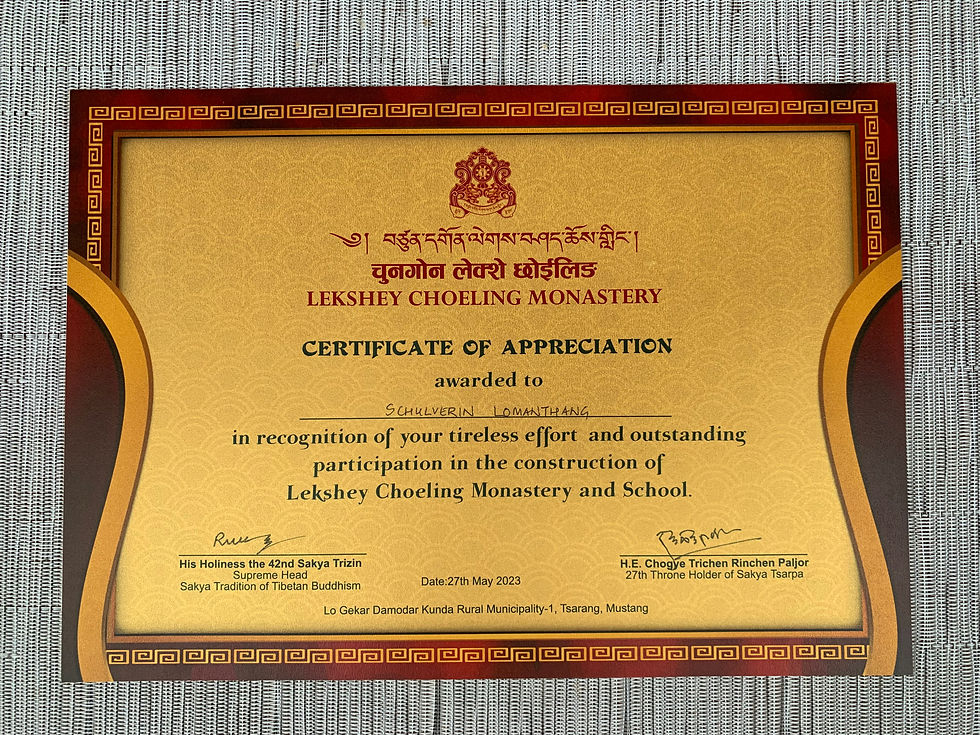 ༄། བཙུན་དགོན་ལེགས་བཤད་ཆོས་གླིང་།
चुनगोन लेक्शे छोईलिङ
LEKSHEY CHOELING MONASTERY
CERTIFICATE OF APPRECIATION
awarded to
SCHULVERIN LOMANTHANG
in recognition of your tireless effort and outstanding
participation in the construction of
Lekshey Choeling Monastery and School.
His Holiness the 42nd Sakya Trizin
Supreme Head
Sakya Tradition of Tibetan Buddhism
Date:27th May 2023
H.E. Chogye Trichen Rinchen Paljor
27th Throne Holder of Sakya Tsarpa
Lo Gekar Damodar Kunda Rural Municipality-1, Tsarang, Mustang